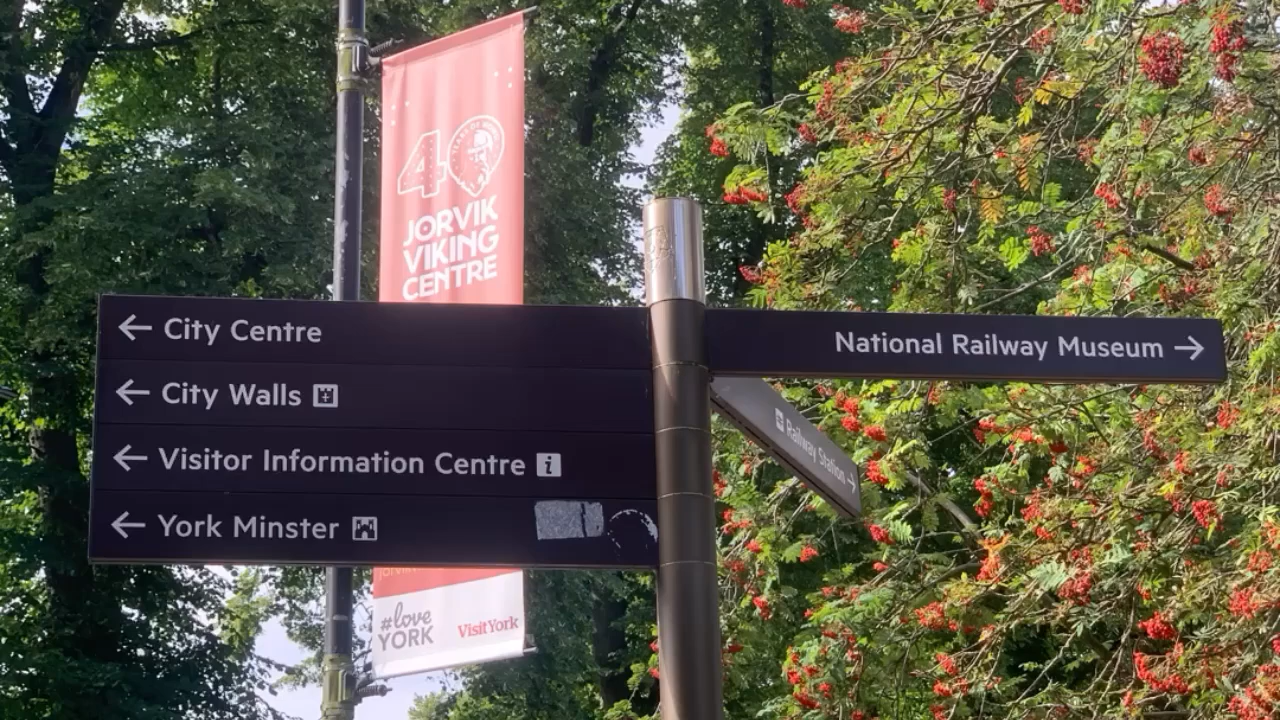 40
JORVIK
VIKING
CENTRE
← City Centre
← City Walls
← Visitor Information Centre i
← York Minster
National Railway Museum →
Railway Station →
#love
YORK
VisitYork